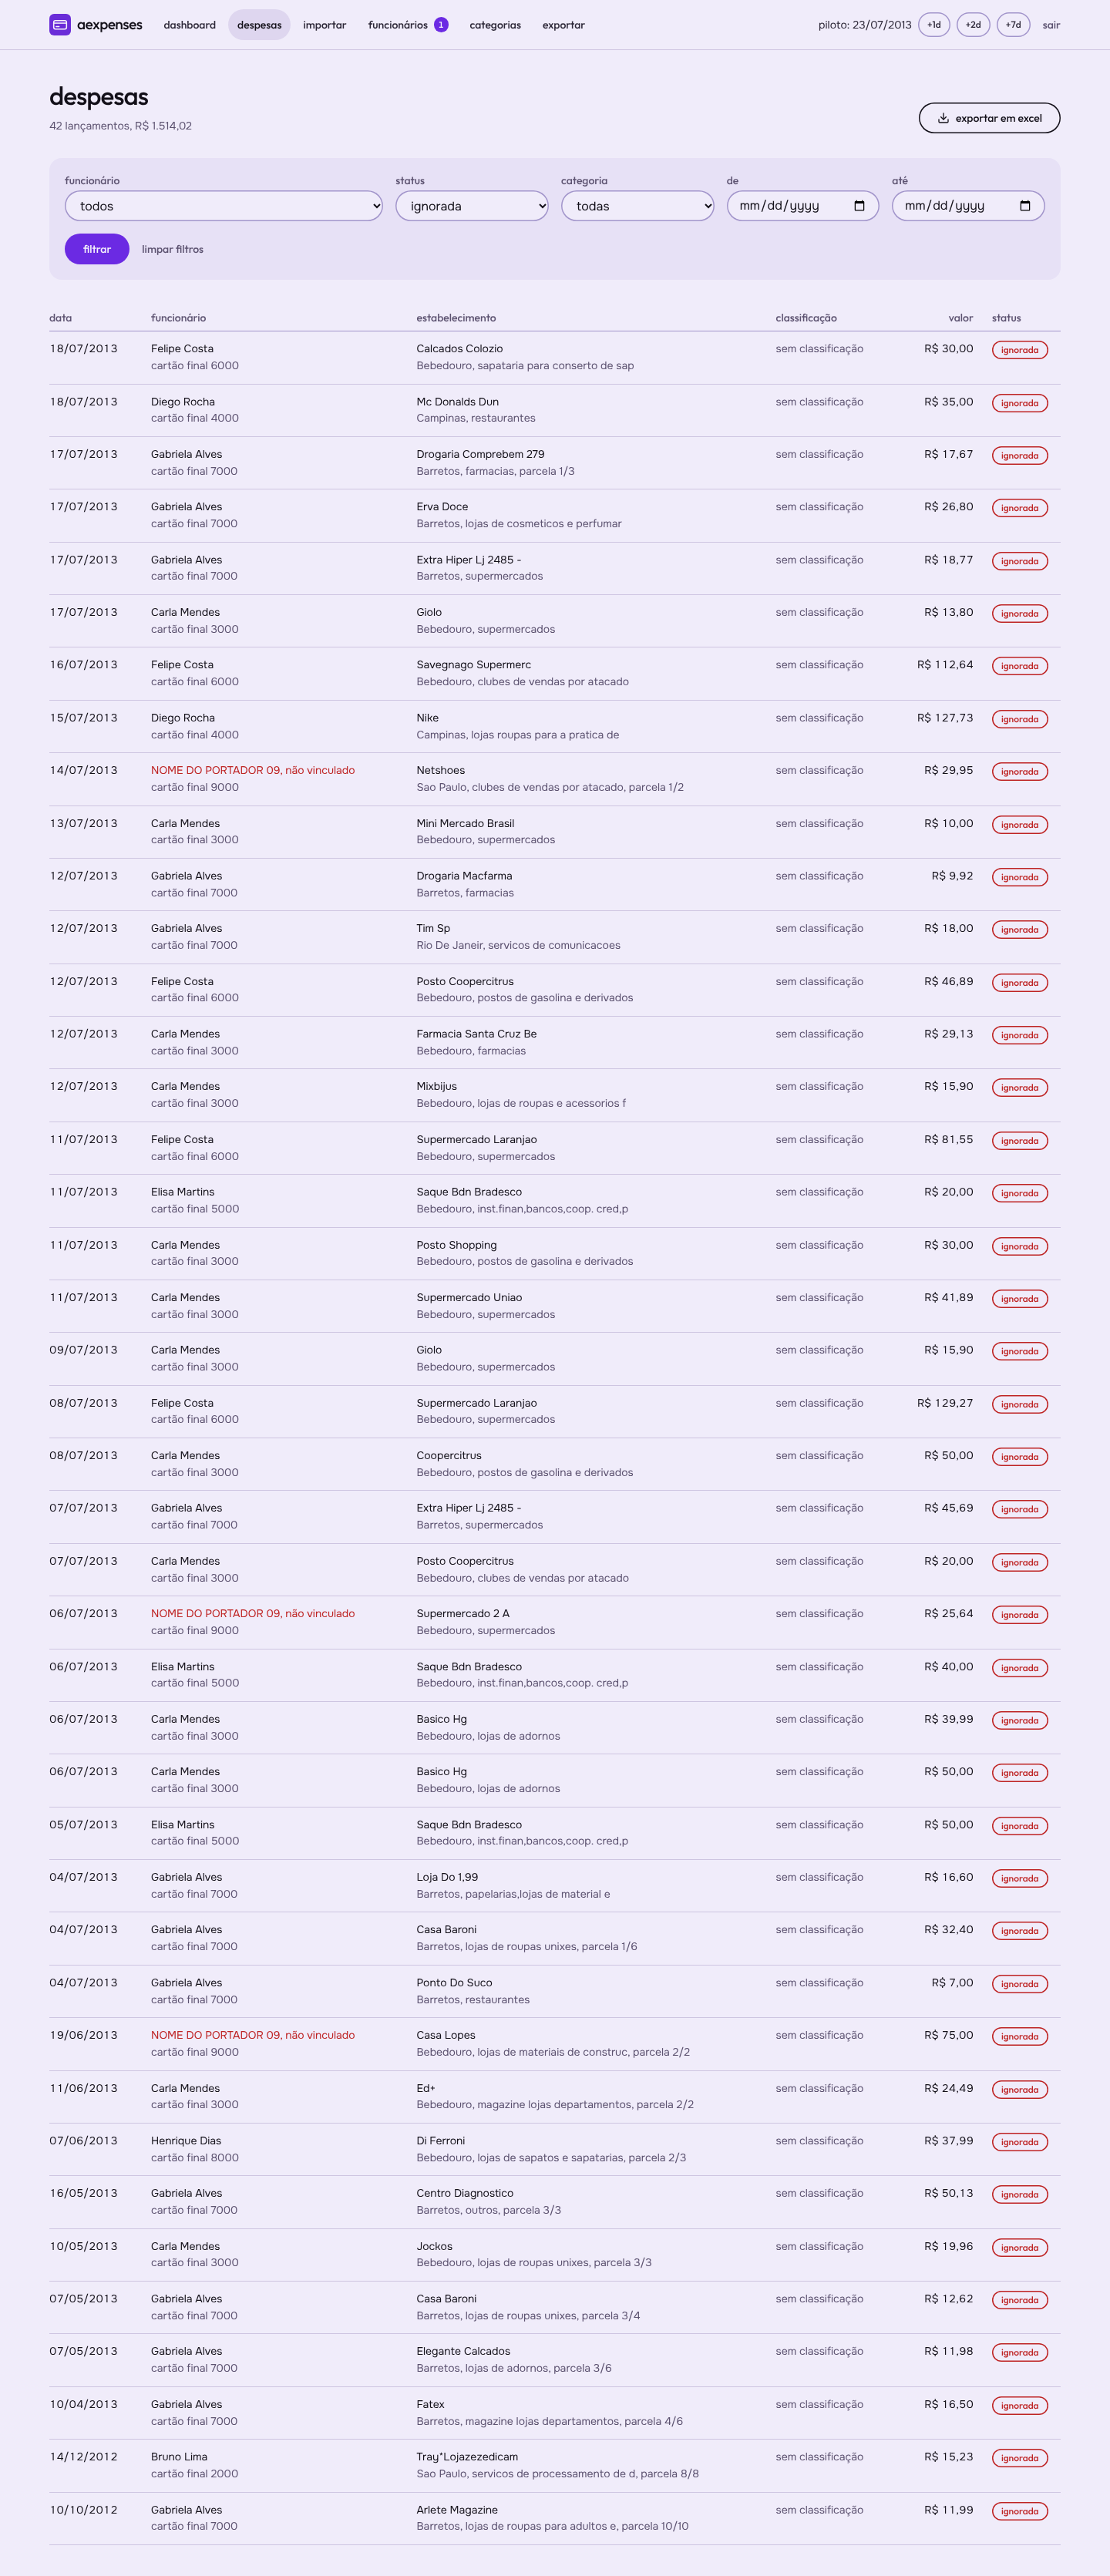 aexpenses dashboard despesas importar funcionários 1 categorias exportar piloto: 23/07/2013 +1d +2d +7d sair
despesas
42 lançamentos, R$ 1.514,02
exportar em excel
funcionário status categoria de até
todos ignorada todas mm/dd/yyyy mm/dd/yyyy
filtrar limpar filtros
data funcionário estabelecimento classificação valor status
18/07/2013 Felipe Costa Calcados Colozio sem classificação R$ 30,00 ignorada
cartão final 6000 Bebedouro, sapataria para conserto de sap
18/07/2013 Diego Rocha Mc Donalds Dun sem classificação R$ 35,00 ignorada
cartão final 4000 Campinas, restaurantes
17/07/2013 Gabriela Alves Drogaria Comprebem 279 sem classificação R$ 17,67 ignorada
cartão final 7000 Barretos, farmacias, parcela 1/3
17/07/2013 Gabriela Alves Erva Doce sem classificação R$ 26,80 ignorada
cartão final 7000 Barretos, lojas de cosmeticos e perfumar
17/07/2013 Gabriela Alves Extra Hiper Lj 2485 - sem classificação R$ 18,77 ignorada
cartão final 7000 Barretos, supermercados
17/07/2013 Carla Mendes Giolo sem classificação R$ 13,80 ignorada
cartão final 3000 Bebedouro, supermercados
16/07/2013 Felipe Costa Savegnago Supermerc sem classificação R$ 112,64 ignorada
cartão final 6000 Bebedouro, clubes de vendas por atacado
15/07/2013 Diego Rocha Nike sem classificação R$ 127,73 ignorada
cartão final 4000 Campinas, lojas roupas para a pratica de
14/07/2013 NOME DO PORTADOR 09, não vinculado Netshoes sem classificação R$ 29,95 ignorada
cartão final 9000 Sao Paulo, clubes de vendas por atacado, parcela 1/2
13/07/2013 Carla Mendes Mini Mercado Brasil sem classificação R$ 10,00 ignorada
cartão final 3000 Bebedouro, supermercados
12/07/2013 Gabriela Alves Drogaria Macfarma sem classificação R$ 9,92 ignorada
cartão final 7000 Barretos, farmacias
12/07/2013 Gabriela Alves Tim Sp sem classificação R$ 18,00 ignorada
cartão final 7000 Rio De Janeir, servicos de comunicacoes
12/07/2013 Felipe Costa Posto Coopercitrus sem classificação R$ 46,89 ignorada
cartão final 6000 Bebedouro, postos de gasolina e derivados
12/07/2013 Carla Mendes Farmacia Santa Cruz Be sem classificação R$ 29,13 ignorada
cartão final 3000 Bebedouro, farmacias
12/07/2013 Carla Mendes Mixbijus sem classificação R$ 15,90 ignorada
cartão final 3000 Bebedouro, lojas de roupas e acessorios f
11/07/2013 Felipe Costa Supermercado Laranjao sem classificação R$ 81,55 ignorada
cartão final 6000 Bebedouro, supermercados
11/07/2013 Elisa Martins Saque Bdn Bradesco sem classificação R$ 20,00 ignorada
cartão final 5000 Bebedouro, inst.finan,bancos,coop. cred,p
11/07/2013 Carla Mendes Posto Shopping sem classificação R$ 30,00 ignorada
cartão final 3000 Bebedouro, postos de gasolina e derivados
11/07/2013 Carla Mendes Supermercado Uniao sem classificação R$ 41,89 ignorada
cartão final 3000 Bebedouro, supermercados
09/07/2013 Carla Mendes Giolo sem classificação R$ 15,90 ignorada
cartão final 3000 Bebedouro, supermercados
08/07/2013 Felipe Costa Supermercado Laranjao sem classificação R$ 129,27 ignorada
cartão final 6000 Bebedouro, supermercados
08/07/2013 Carla Mendes Coopercitrus sem classificação R$ 50,00 ignorada
cartão final 3000 Bebedouro, postos de gasolina e derivados
07/07/2013 Gabriela Alves Extra Hiper Lj 2485 - sem classificação R$ 45,69 ignorada
cartão final 7000 Barretos, supermercados
07/07/2013 Carla Mendes Posto Coopercitrus sem classificação R$ 20,00 ignorada
cartão final 3000 Bebedouro, clubes de vendas por atacado
06/07/2013 NOME DO PORTADOR 09, não vinculado Supermercado 2 A sem classificação R$ 25,64 ignorada
cartão final 9000 Bebedouro, supermercados
06/07/2013 Elisa Martins Saque Bdn Bradesco sem classificação R$ 40,00 ignorada
cartão final 5000 Bebedouro, inst.finan,bancos,coop. cred,p
06/07/2013 Carla Mendes Basico Hg sem classificação R$ 39,99 ignorada
cartão final 3000 Bebedouro, lojas de adornos
06/07/2013 Carla Mendes Basico Hg sem classificação R$ 50,00 ignorada
cartão final 3000 Bebedouro, lojas de adornos
05/07/2013 Elisa Martins Saque Bdn Bradesco sem classificação R$ 50,00 ignorada
cartão final 5000 Bebedouro, inst.finan,bancos,coop. cred,p
04/07/2013 Gabriela Alves Loja Do 1,99 sem classificação R$ 16,60 ignorada
cartão final 7000 Barretos, papelarias,lojas de material e
04/07/2013 Gabriela Alves Casa Baroni sem classificação R$ 32,40 ignorada
cartão final 7000 Barretos, lojas de roupas unixes, parcela 1/6
04/07/2013 Gabriela Alves Ponto Do Suco sem classificação R$ 7,00 ignorada
cartão final 7000 Barretos, restaurantes
19/06/2013 NOME DO PORTADOR 09, não vinculado Casa Lopes sem classificação R$ 75,00 ignorada
cartão final 9000 Bebedouro, lojas de materiais de construc, parcela 2/2
11/06/2013 Carla Mendes Ed+ sem classificação R$ 24,49 ignorada
cartão final 3000 Bebedouro, magazine lojas departamentos, parcela 2/2
07/06/2013 Henrique Dias Di Ferroni sem classificação R$ 37,99 ignorada
cartão final 8000 Bebedouro, lojas de sapatos e sapatarias, parcela 2/3
16/05/2013 Gabriela Alves Centro Diagnostico sem classificação R$ 50,13 ignorada
cartão final 7000 Barretos, outros, parcela 3/3
10/05/2013 Carla Mendes Jockos sem classificação R$ 19,96 ignorada
cartão final 3000 Bebedouro, lojas de roupas unixes, parcela 3/3
07/05/2013 Gabriela Alves Casa Baroni sem classificação R$ 12,62 ignorada
cartão final 7000 Barretos, lojas de roupas unixes, parcela 3/4
07/05/2013 Gabriela Alves Elegante Calcados sem classificação R$ 11,98 ignorada
cartão final 7000 Barretos, lojas de adornos, parcela 3/6
10/04/2013 Gabriela Alves Fatex sem classificação R$ 16,50 ignorada
cartão final 7000 Barretos, magazine lojas departamentos, parcela 4/6
14/12/2012 Bruno Lima Tray*Lojazezedicam sem classificação R$ 15,23 ignorada
cartão final 2000 Sao Paulo, servicos de processamento de d, parcela 8/8
10/10/2012 Gabriela Alves Arlete Magazine sem classificação R$ 11,99 ignorada
cartão final 7000 Barretos, lojas de roupas para adultos e, parcela 10/10